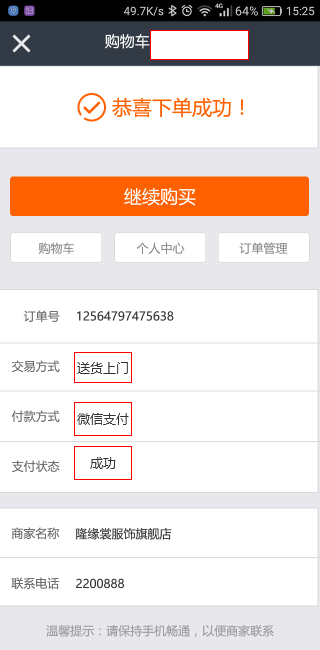 49.7K/s 4G 64% 15:25
购物车
恭喜下单成功！
继续购买
购物车 个人中心 订单管理
订单号 12564797475638
交易方式 送货上门
付款方式 微信支付
支付状态 成功
商家名称 隆缘裳服饰旗舰店
联系电话 2200888
温馨提示：请保持手机畅通，以便商家联系